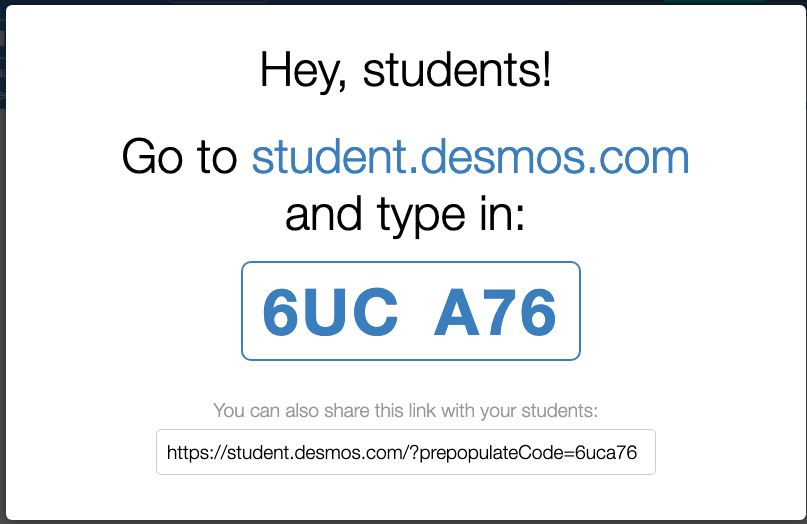 Hey, students!
Go to student.desmos.com
and type in:
6UC A76
You can also share this link with your students:
https://student.desmos.com/?prepopulateCode=6uca76